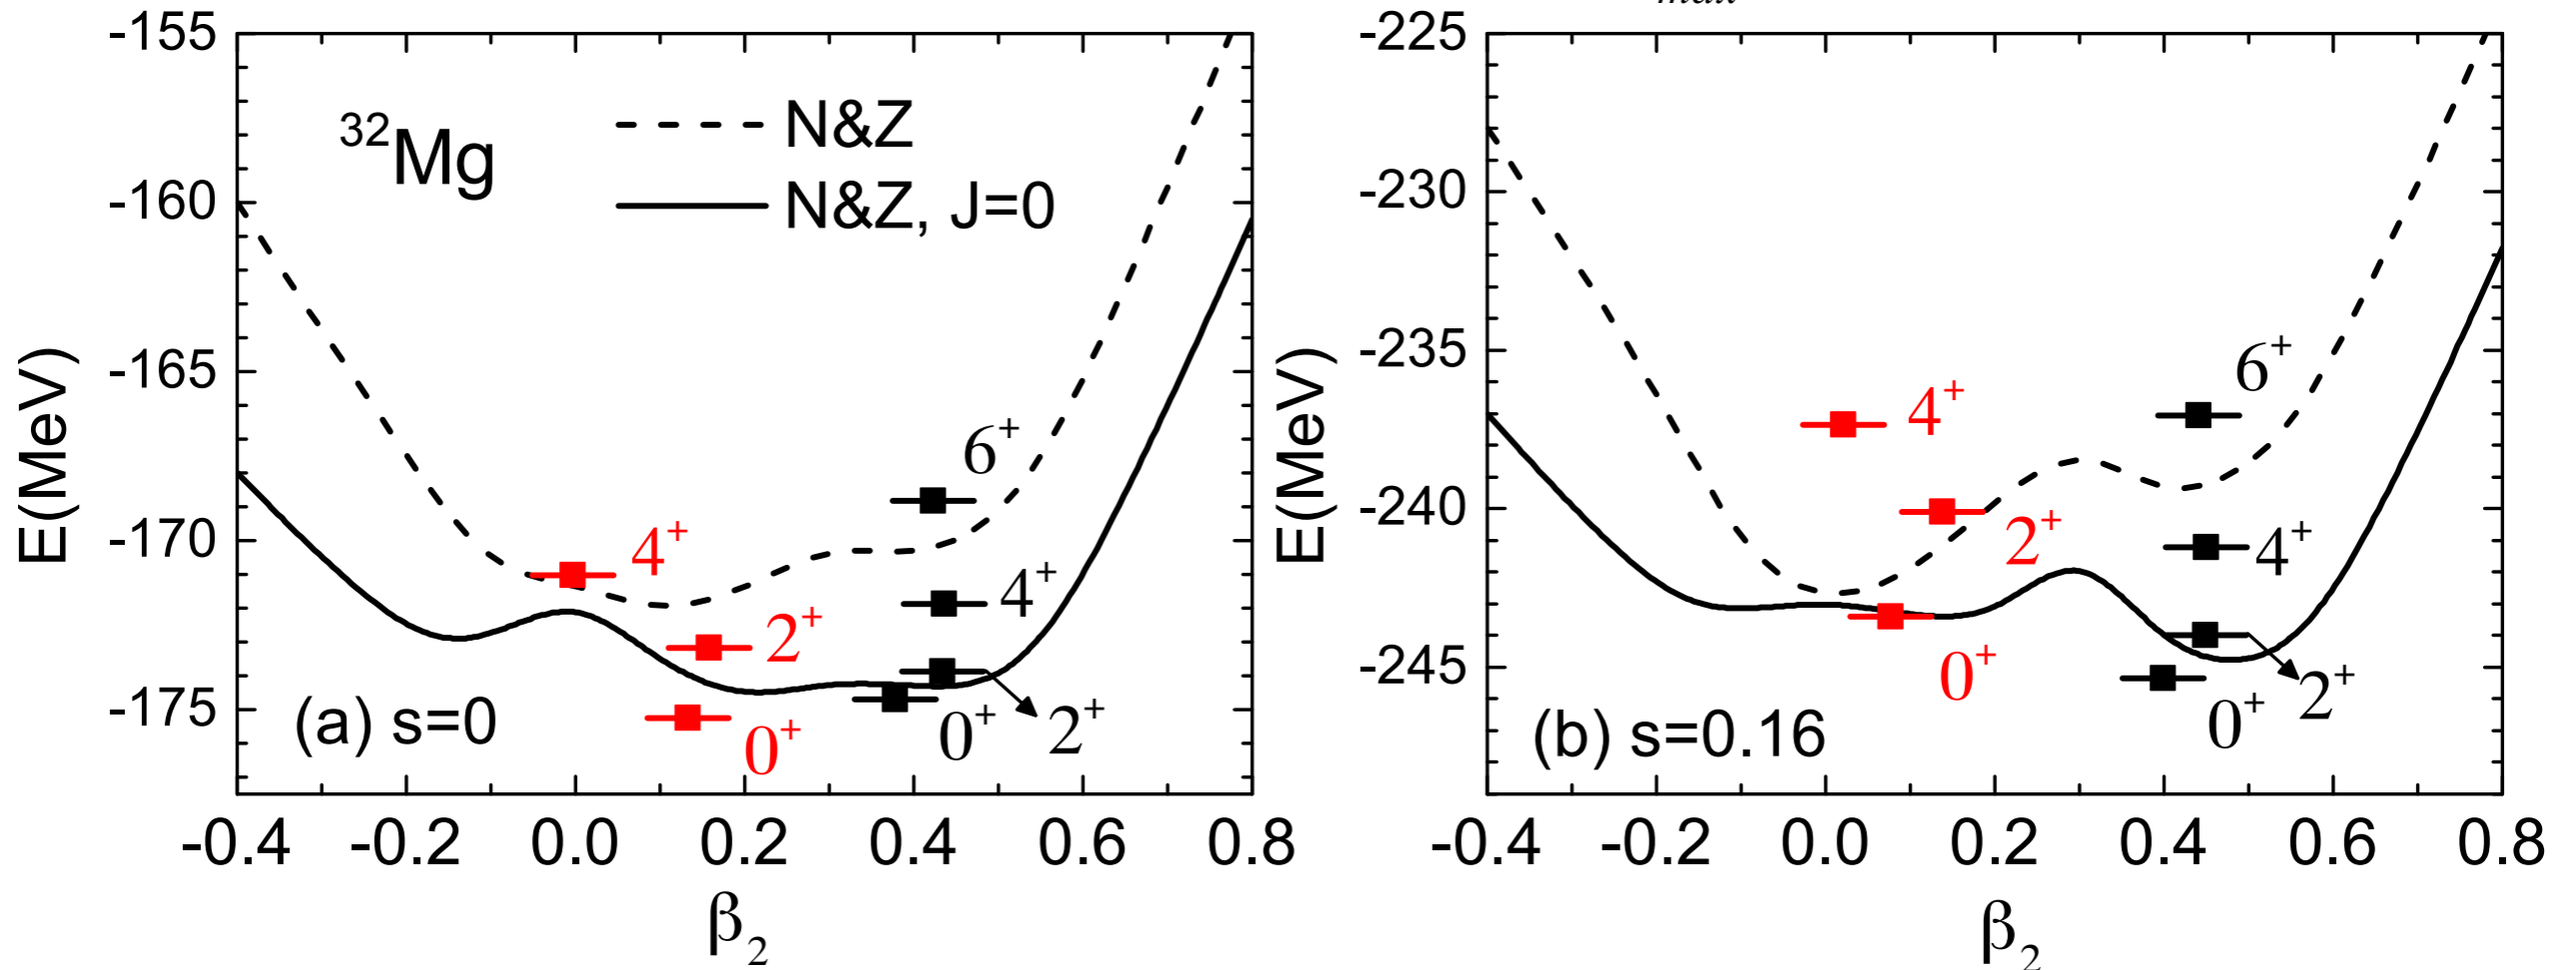 max
-155
-160
-165
-170
-175
E(MeV)
³²Mg
N&Z
N&Z, J=0
4⁺
2⁺
0⁺
6⁺
4⁺
0⁺
2⁺
(a) s=0
-0.4 -0.2 0.0 0.2 0.4 0.6 0.8
β₂
-225
-230
-235
-240
-245
E(MeV)
4⁺
2⁺
0⁺
6⁺
4⁺
2⁺
0⁺
(b) s=0.16
-0.4 -0.2 0.0 0.2 0.4 0.6 0.8
β₂